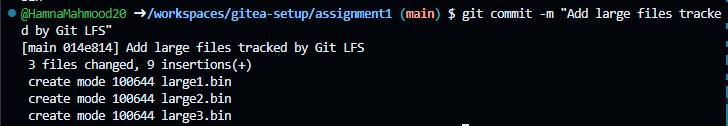 @HamnaMahmood20 ➜/workspaces/gitea-setup/assignment1 (main) $ git commit -m "Add large files tracke
d by Git LFS"
[main 014e814] Add large files tracked by Git LFS
 3 files changed, 9 insertions(+)
 create mode 100644 large1.bin
 create mode 100644 large2.bin
 create mode 100644 large3.bin